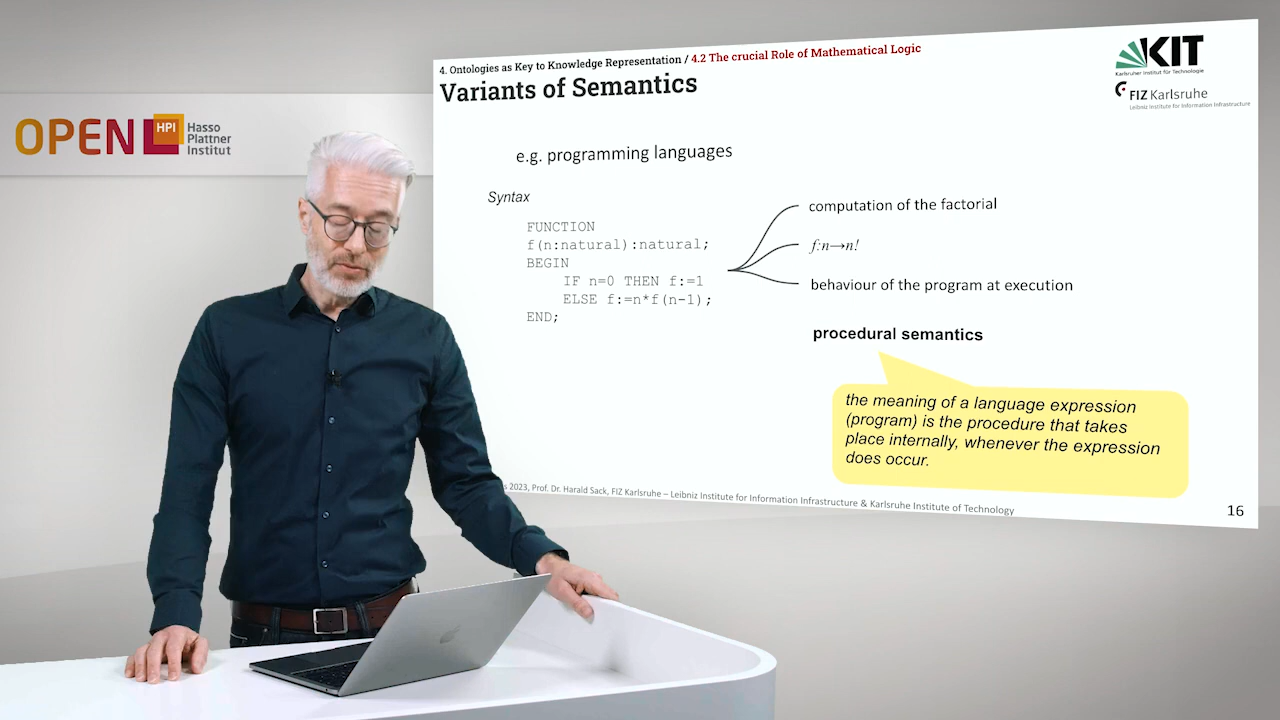 4. Ontologies as Key to Knowledge Representation / 4.2 The crucial Role of Mathematical Logic
Variants of Semantics
KIT
Karlsruher Institut für Technologie
FIZ Karlsruhe
Leibniz Institute for Information Infrastructure
OPEN HPI Hasso
Plattner
Institut
e.g. programming languages
Syntax
FUNCTION
f(n:natural):natural;
BEGIN
IF n=0 THEN f:=1
ELSE f:=n*f(n-1);
END;
computation of the factorial
f:n→n!
behaviour of the program at execution
procedural semantics
the meaning of a language expression
(program) is the procedure that takes
place internally, whenever the expression
does occur.
2023, Prof. Dr. Harald Sack, FIZ Karlsruhe – Leibniz Institute for Information Infrastructure & Karlsruhe Institute of Technology
16